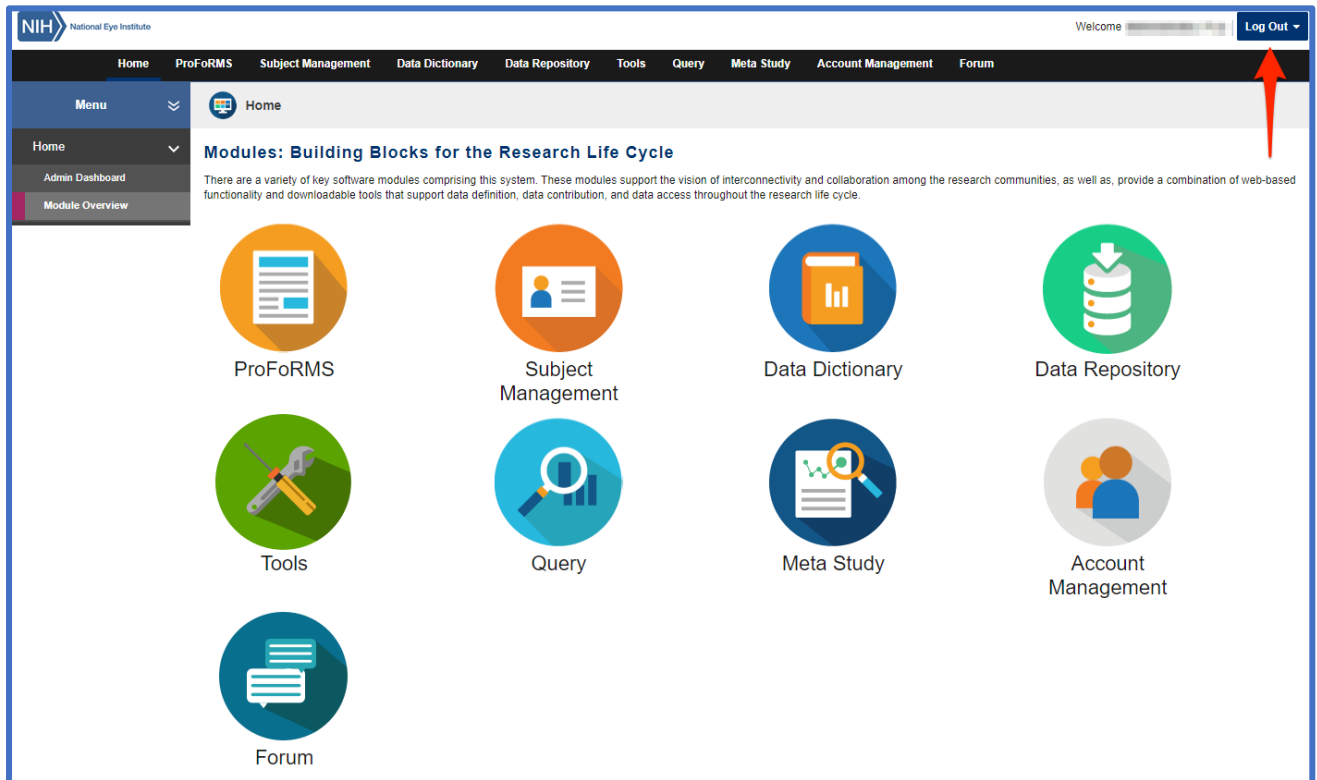 NIH National Eye Institute
Welcome
Log Out
Home ProFoRMS Subject Management Data Dictionary Data Repository Tools Query Meta Study Account Management Forum
Menu
Home
Home
Admin Dashboard
Module Overview
Modules: Building Blocks for the Research Life Cycle
There are a variety of key software modules comprising this system. These modules support the vision of interconnectivity and collaboration among the research communities, as well as, provide a combination of web-based
functionality and downloadable tools that support data definition, data contribution, and data access throughout the research life cycle.
ProFoRMS
Subject
Management
Data Dictionary
Data Repository
Tools
Query
Meta Study
Account
Management
Forum